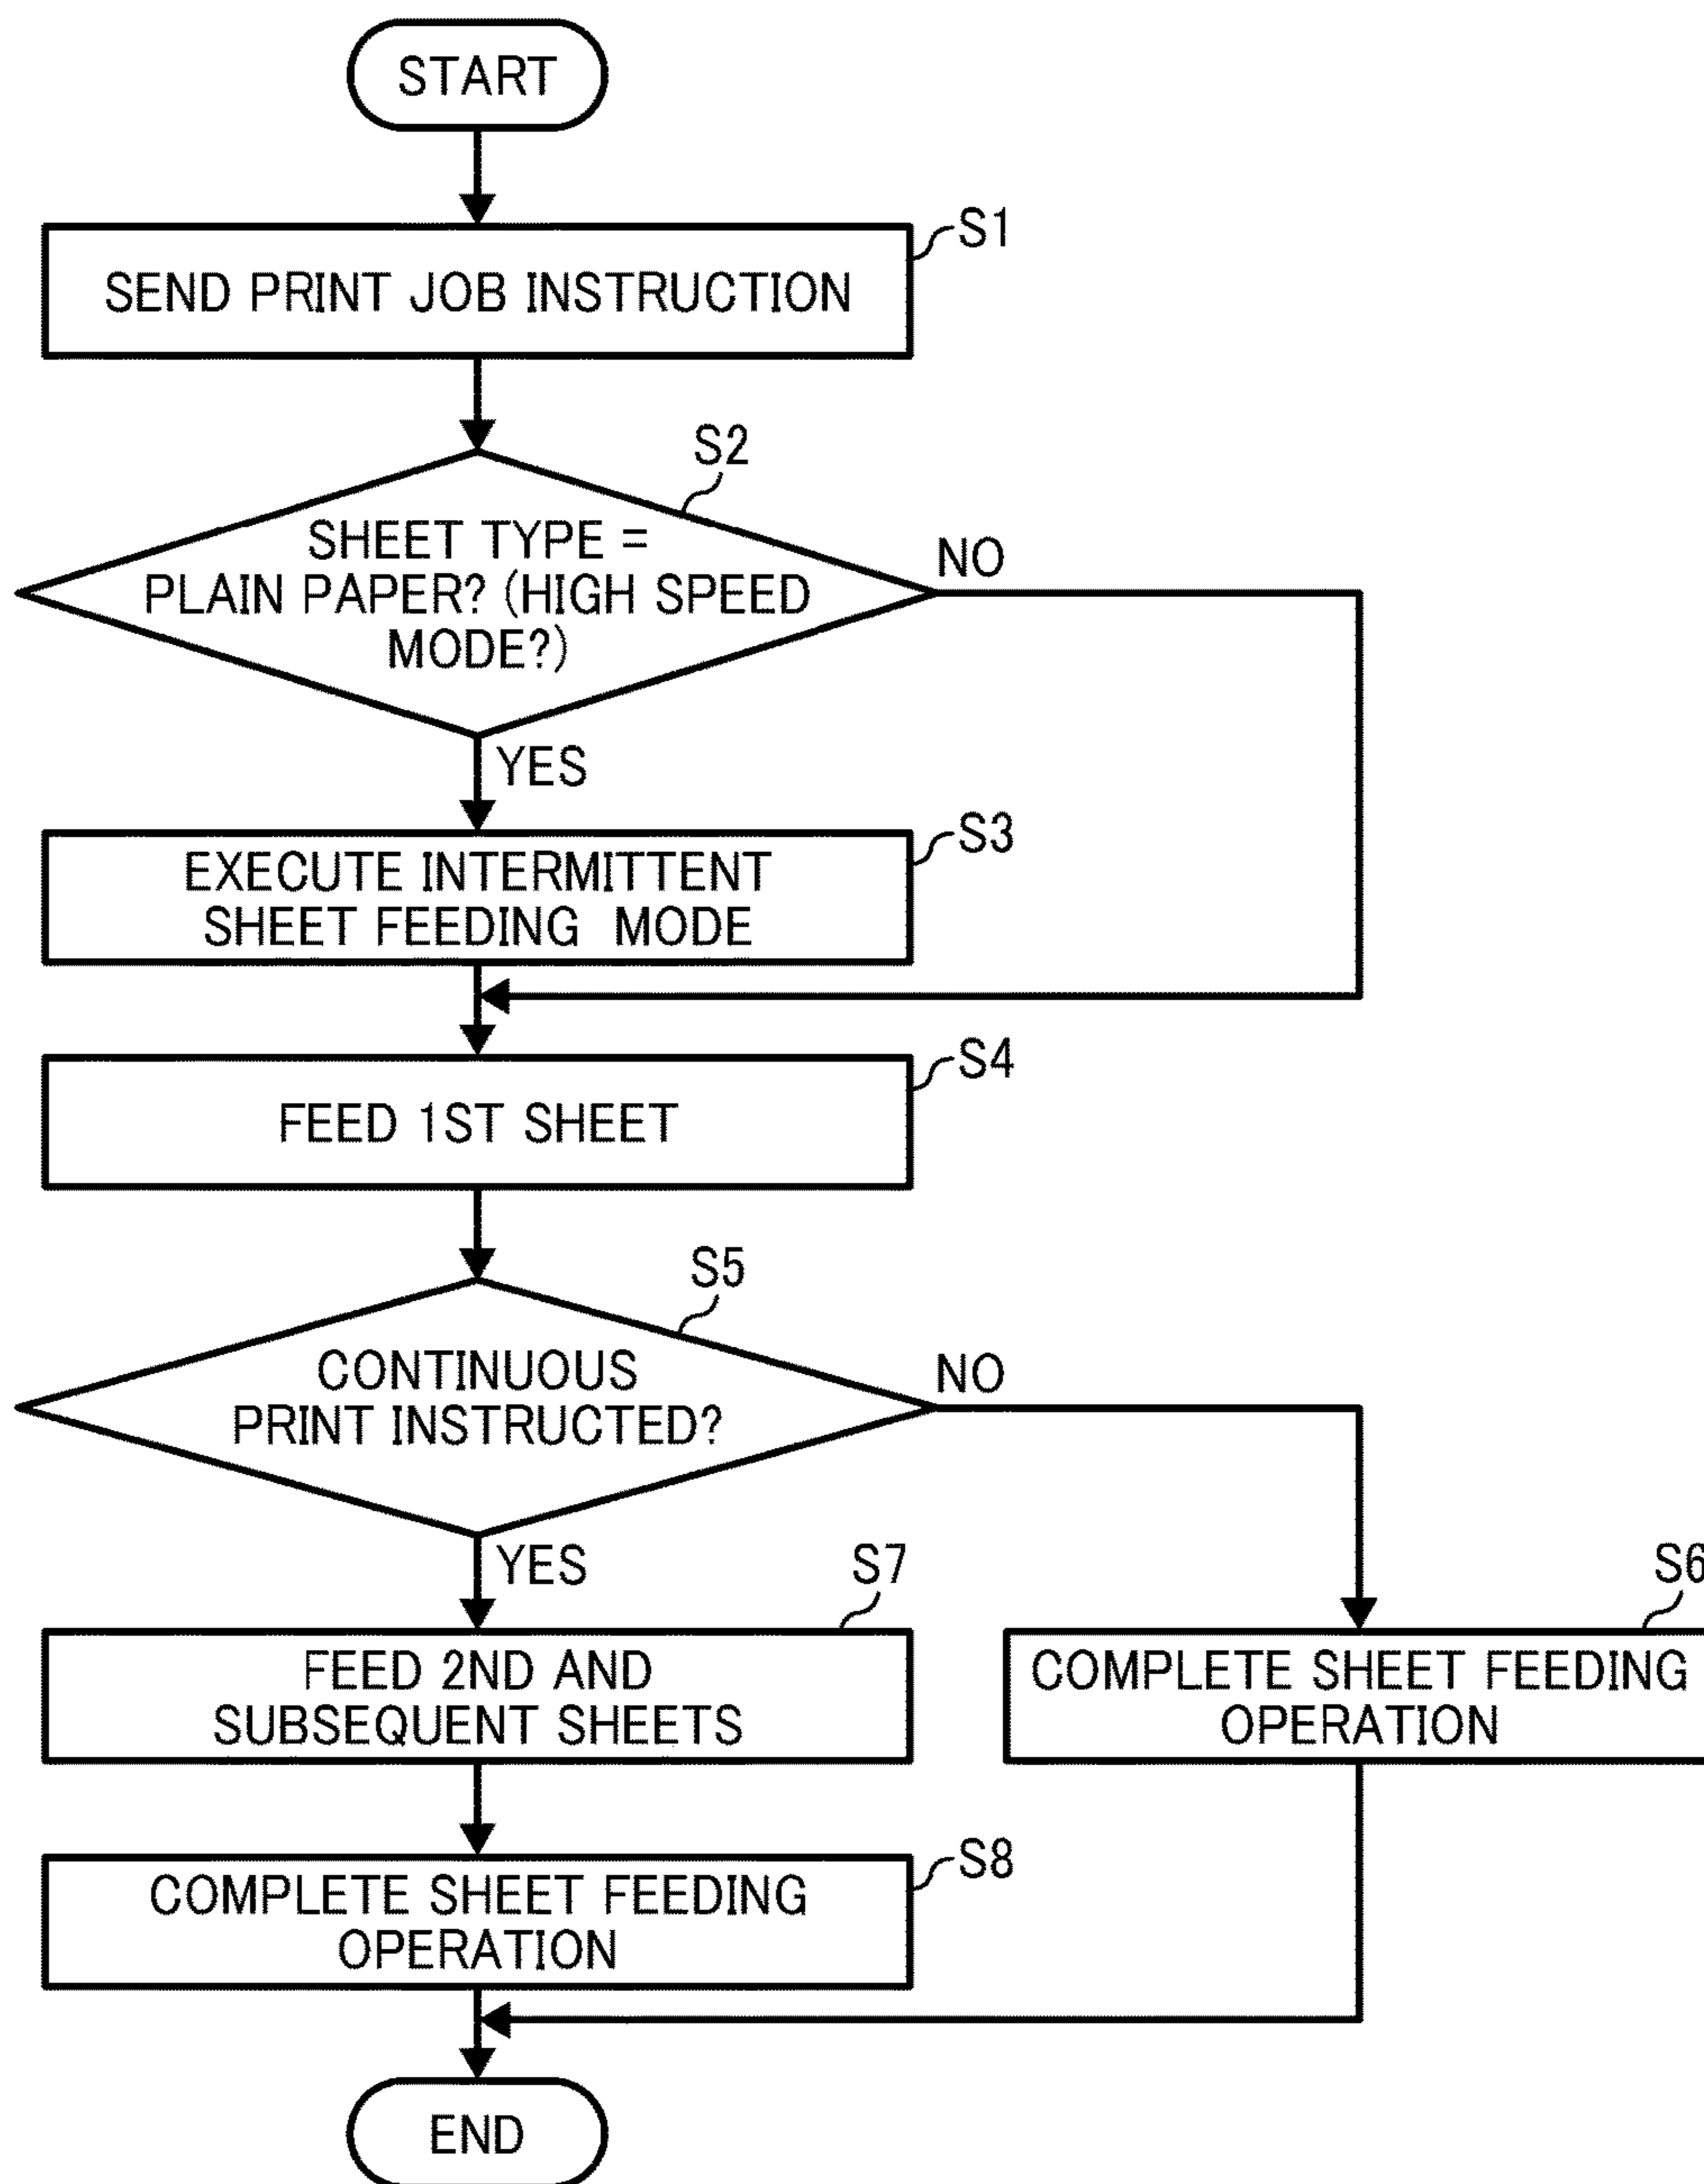 START
S1
SEND PRINT JOB INSTRUCTION
S2
SHEET TYPE =
PLAIN PAPER? (HIGH SPEED
MODE?)
NO
YES
S3
EXECUTE INTERMITTENT
SHEET FEEDING MODE
S4
FEED 1ST SHEET
S5
CONTINUOUS
PRINT INSTRUCTED?
NO
YES
S7
FEED 2ND AND
SUBSEQUENT SHEETS
S6
COMPLETE SHEET FEEDING
OPERATION
S8
COMPLETE SHEET FEEDING
OPERATION
END